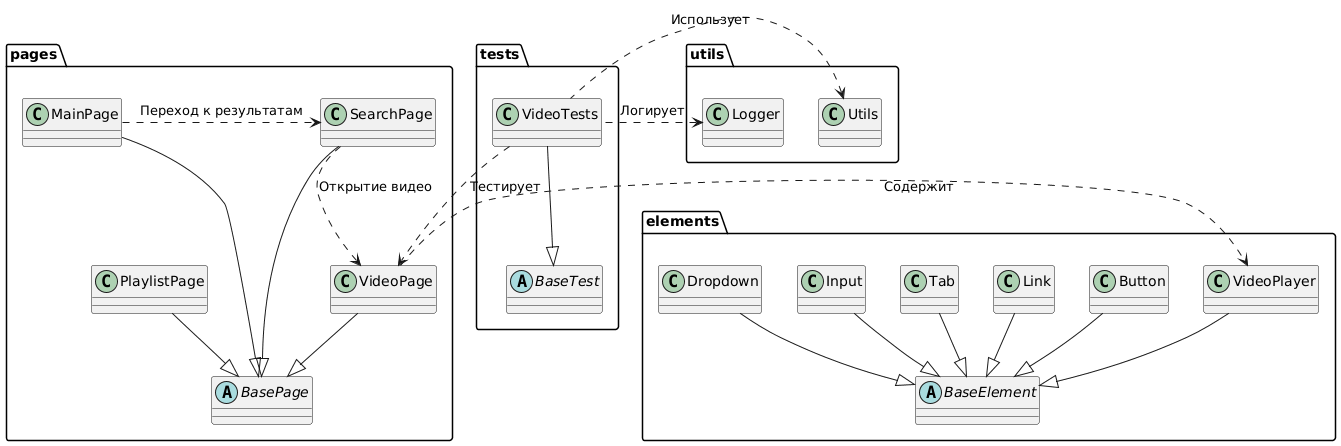 Использует
pages
tests
utils
C MainPage
Переход к результатам
C SearchPage
C VideoTests
Логирует
C Logger
C Utils
Открытие видео
Тестирует
Содержит
elements
C PlaylistPage
C VideoPage
A BaseTest
C Dropdown
C Input
C Tab
C Link
C Button
C VideoPlayer
A BasePage
A BaseElement